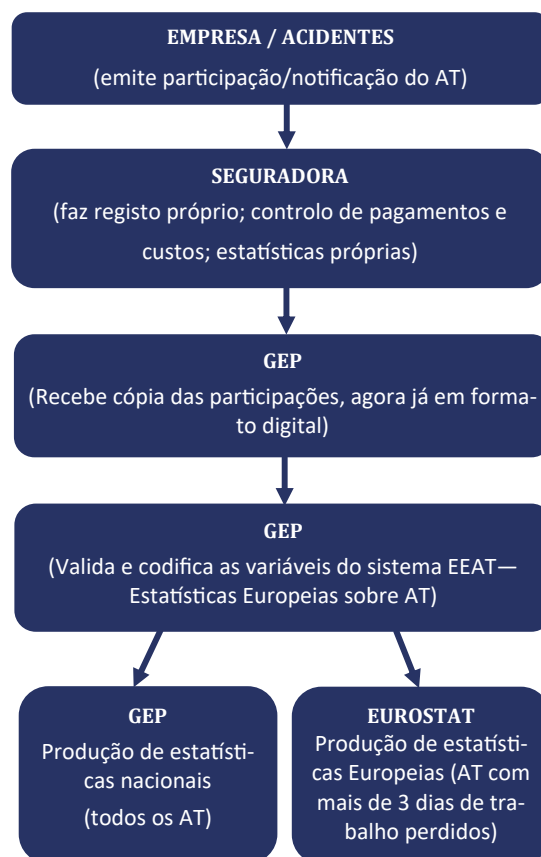 EMPRESA / ACIDENTES
(emite participação/notificação do AT)
SEGURADORA
(faz registo próprio; controlo de pagamentos e
custos; estatísticas próprias)
GEP
(Recebe cópia das participações, agora já em forma-
to digital)
GEP
(Valida e codifica as variáveis do sistema EEAT—
Estatísticas Europeias sobre AT)
GEP
Produção de estatísti-
cas nacionais
(todos os AT)
EUROSTAT
Produção de estatísti-
cas Europeias (AT com
mais de 3 dias de tra-
balho perdidos)